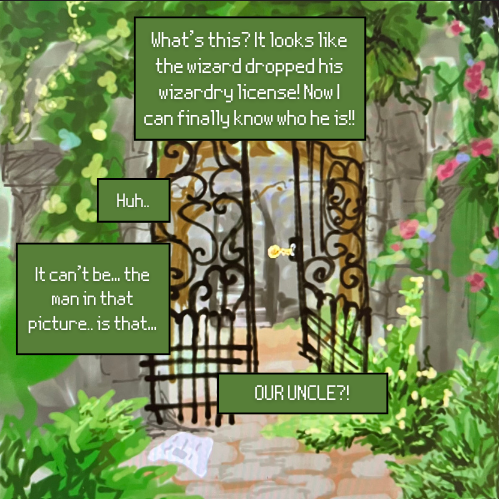 What's this? It looks like
the wizard dropped his
wizardry license! Now I
can finally know who he is!!
Huh..
It can't be... the
man in that
picture.. is that...
OUR UNCLE?!